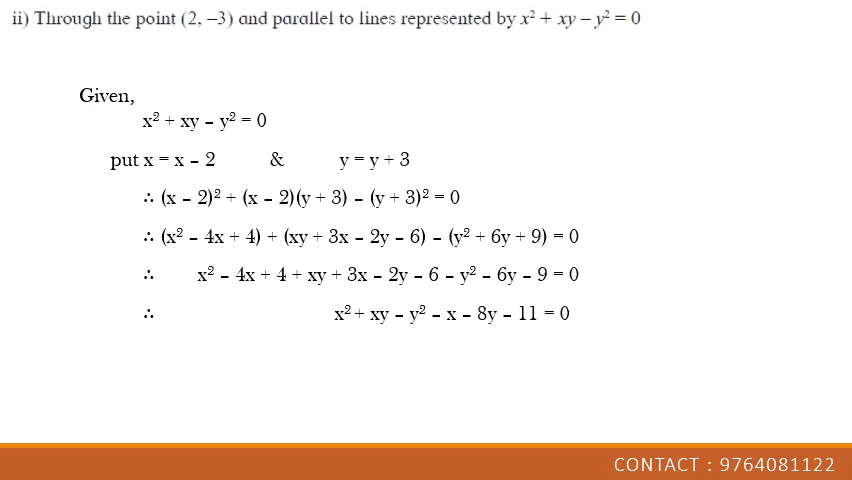 ii) Through the point (2, –3) and parallel to lines represented by x² + xy – y² = 0
Given,
x² + xy – y² = 0
put x = x – 2 & y = y + 3
∴ (x – 2)² + (x – 2)(y + 3) – (y + 3)² = 0
∴ (x² – 4x + 4) + (xy + 3x – 2y – 6) – (y² + 6y + 9) = 0
∴ x² – 4x + 4 + xy + 3x – 2y – 6 – y² – 6y – 9 = 0
∴ x² + xy – y² – x – 8y – 11 = 0
CONTACT : 9764081122